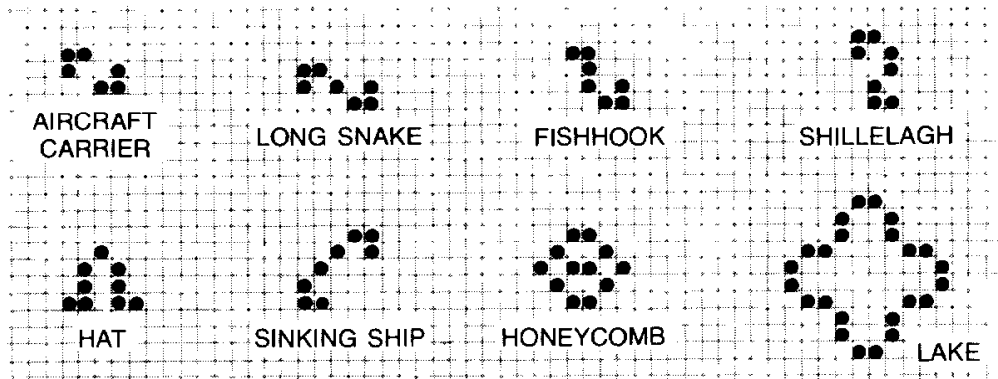 AIRCRAFT
CARRIER
LONG SNAKE
FISHHOOK
SHILLELAGH
HAT
SINKING SHIP
HONEYCOMB
LAKE